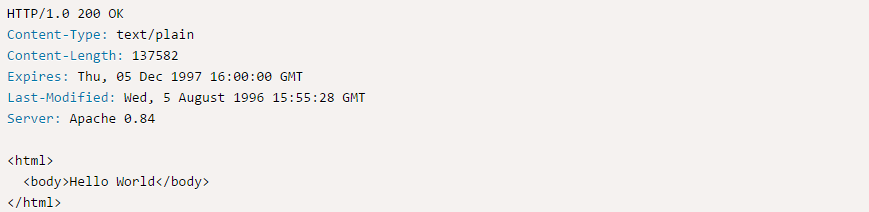 HTTP/1.0 200 OK
Content-Type: text/plain
Content-Length: 137582
Expires: Thu, 05 Dec 1997 16:00:00 GMT
Last-Modified: Wed, 5 August 1996 15:55:28 GMT
Server: Apache 0.84

<html>
  <body>Hello World</body>
</html>